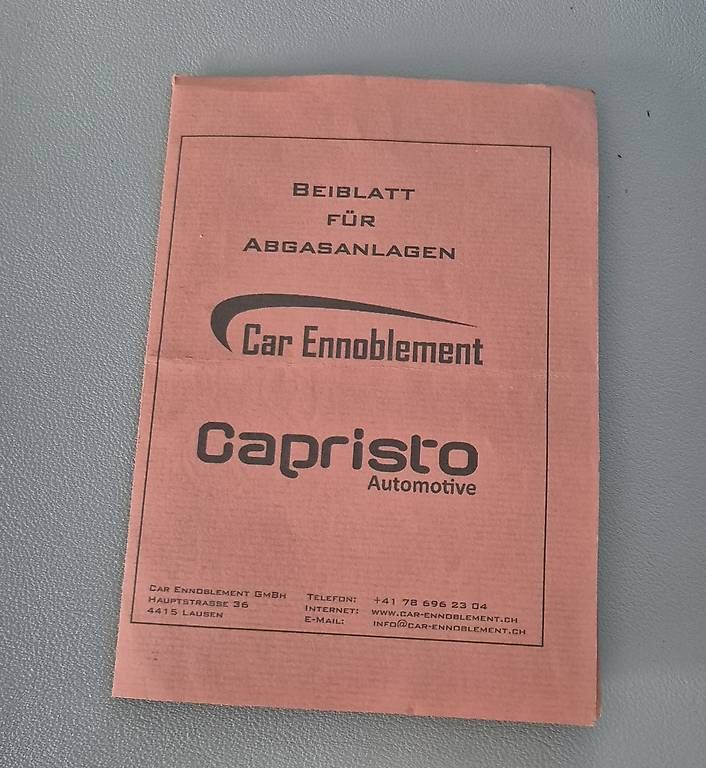 BEIBLATT
FÜR
ABGASANLAGEN
Car Ennoblement
Capristo
Automotive
CAR ENNOBLEMENT GMBH
HAUPTSTRASSE 36
4415 LAUSEN
TELEFON: +41 78 696 23 04
INTERNET: WWW.CAR-ENNOBLEMENT.CH
E-MAIL: INFO@CAR-ENNOBLEMENT.CH